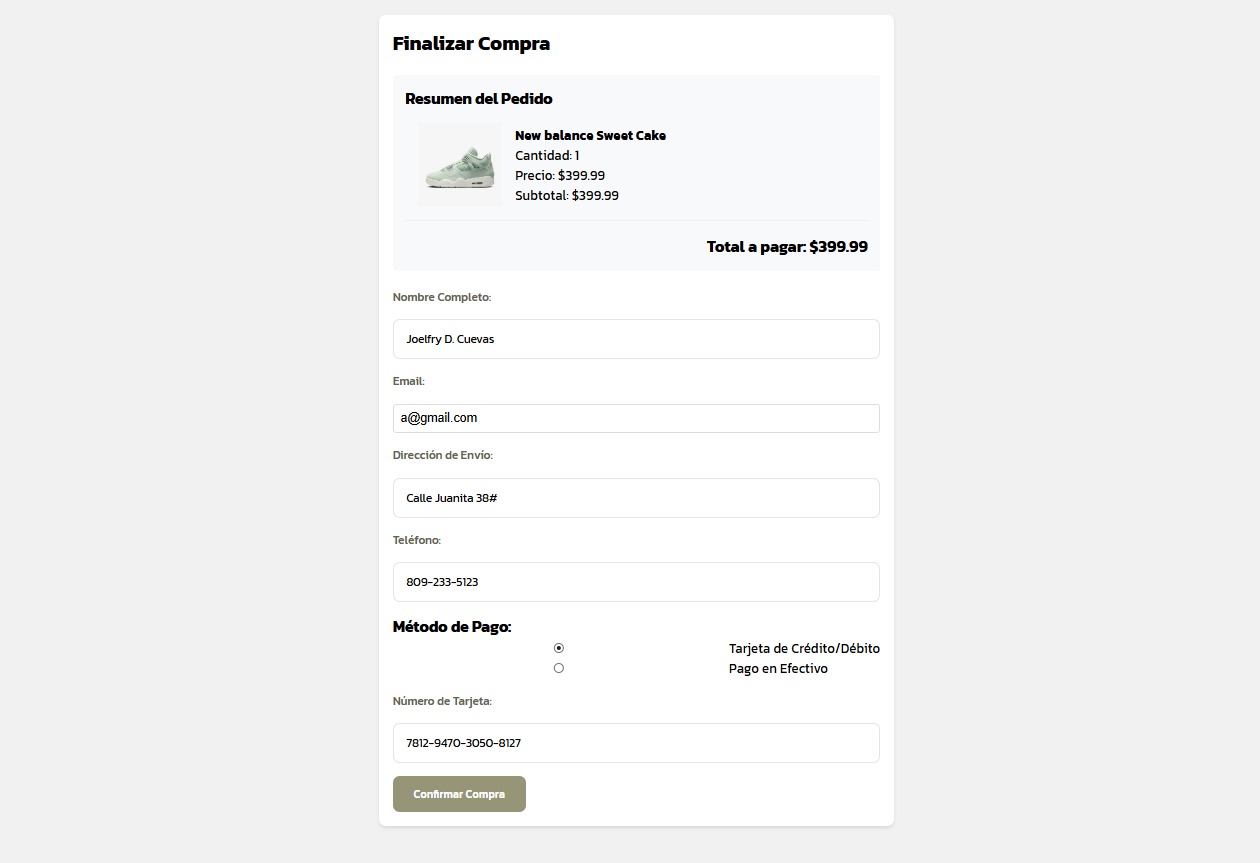 Finalizar Compra
Resumen del Pedido
New balance Sweet Cake
Cantidad: 1
Precio: $399.99
Subtotal: $399.99
Total a pagar: $399.99
Nombre Completo:
Joelfry D. Cuevas
Email:
a@gmail.com
Dirección de Envío:
Calle Juanita 38#
Teléfono:
809-233-5123
Método de Pago:
Tarjeta de Crédito/Débito
Pago en Efectivo
Número de Tarjeta:
7812-9470-3050-8127
Confirmar Compra